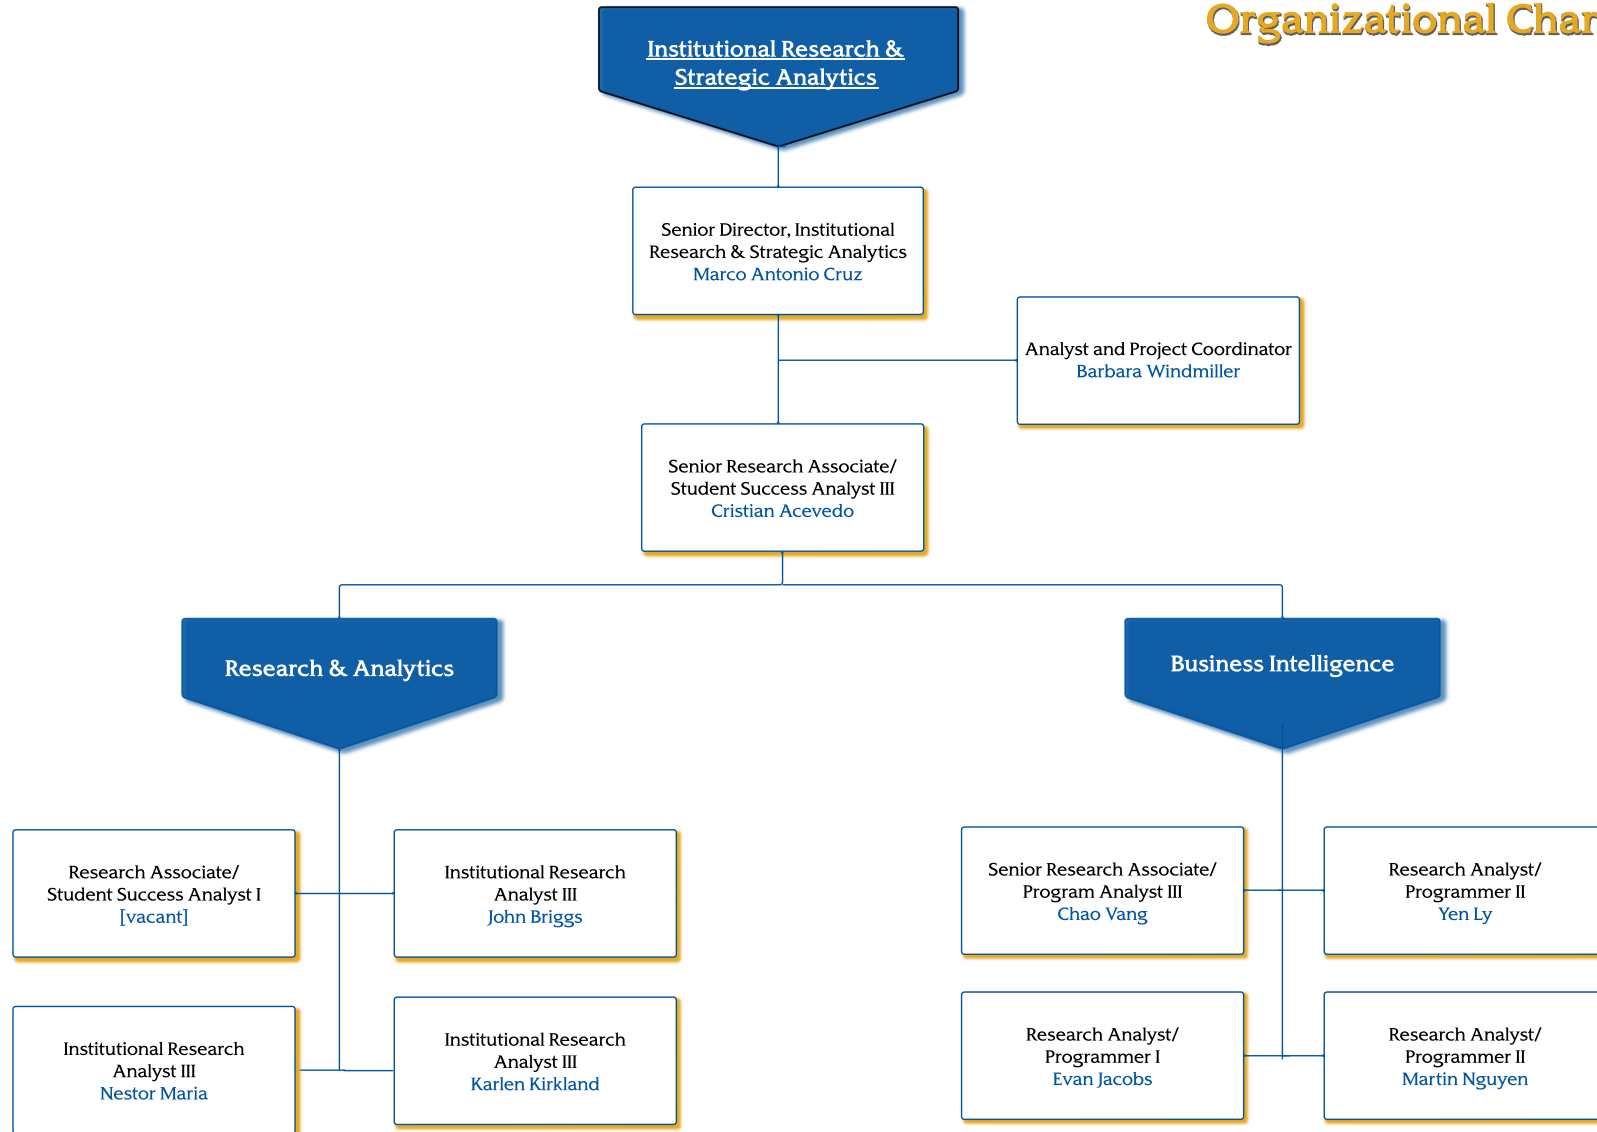 Organizational Char
Institutional Research &
Strategic Analytics
Senior Director, Institutional
Research & Strategic Analytics
Marco Antonio Cruz
Analyst and Project Coordinator
Barbara Windmiller
Senior Research Associate/
Student Success Analyst III
Cristian Acevedo
Research & Analytics
Business Intelligence
Research Associate/
Student Success Analyst I
[vacant]
Institutional Research
Analyst III
John Briggs
Senior Research Associate/
Program Analyst III
Chao Vang
Research Analyst/
Programmer II
Yen Ly
Institutional Research
Analyst III
Nestor Maria
Institutional Research
Analyst III
Karlen Kirkland
Research Analyst/
Programmer I
Evan Jacobs
Research Analyst/
Programmer II
Martin Nguyen